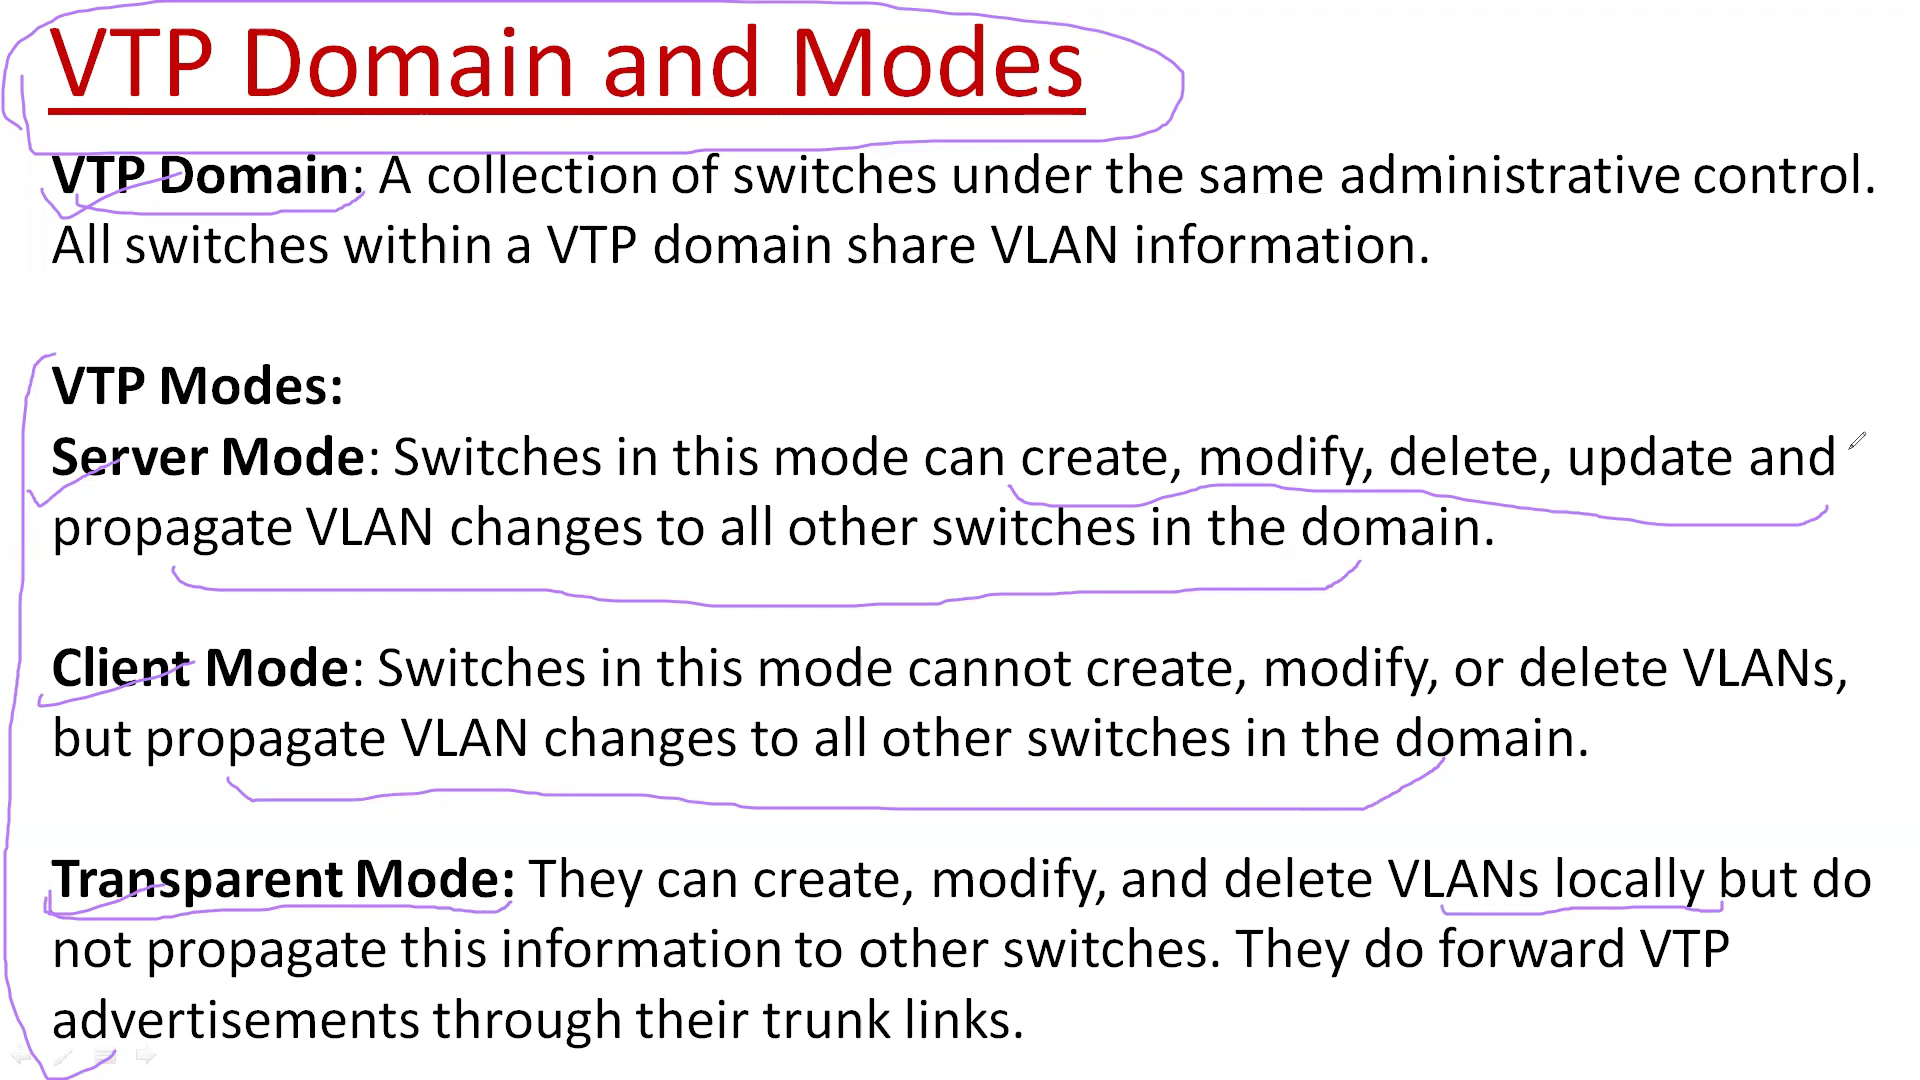 VTP Domain and Modes
VTP Domain: A collection of switches under the same administrative control.
All switches within a VTP domain share VLAN information.
VTP Modes:
Server Mode: Switches in this mode can create, modify, delete, update and
propagate VLAN changes to all other switches in the domain.
Client Mode: Switches in this mode cannot create, modify, or delete VLANs,
but propagate VLAN changes to all other switches in the domain.
Transparent Mode: They can create, modify, and delete VLANs locally but do
not propagate this information to other switches. They do forward VTP
advertisements through their trunk links.